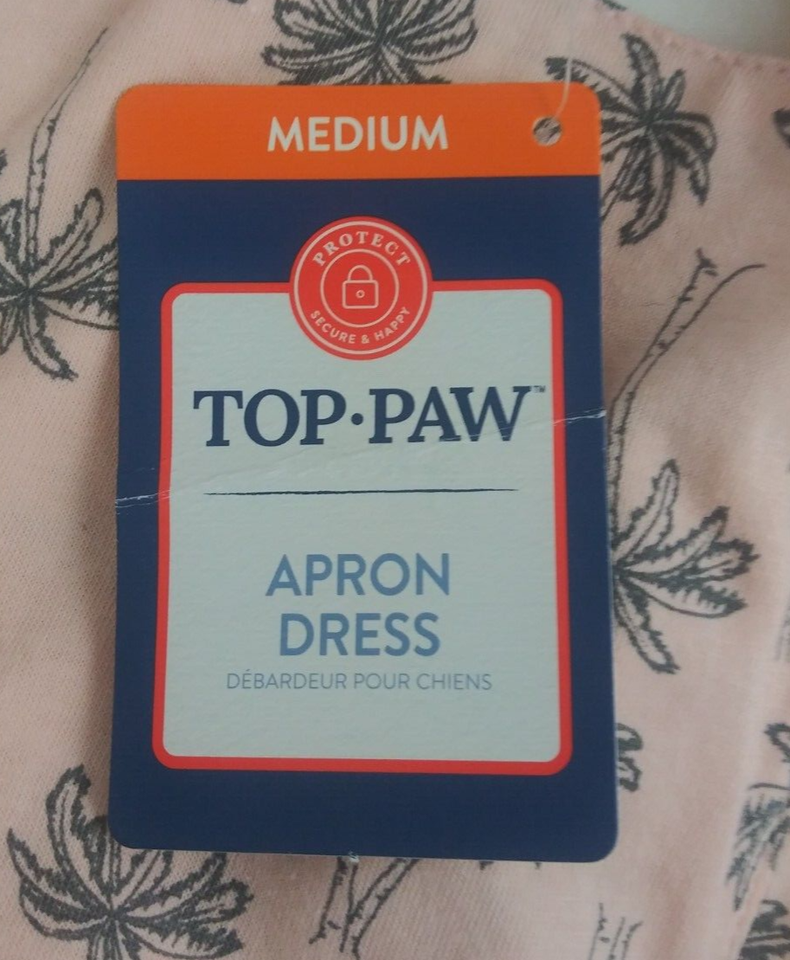 MEDIUM
PROTECT
SECURE & HAPPY
TOP·PAW™
APRON
DRESS
DÉBARDEUR POUR CHIENS